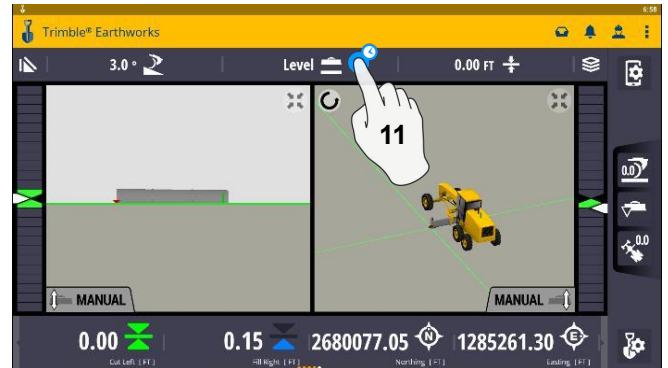 6:58
Trimble® Earthworks
3.0 °
Level
0.00 FT
11
0.0
0.0
MANUAL
MANUAL
0.00
0.15
2680077.05
N
1285261.30
E
Cut Left [FT]
Fill Right [FT]
Northing [FT]
Easting [FT]